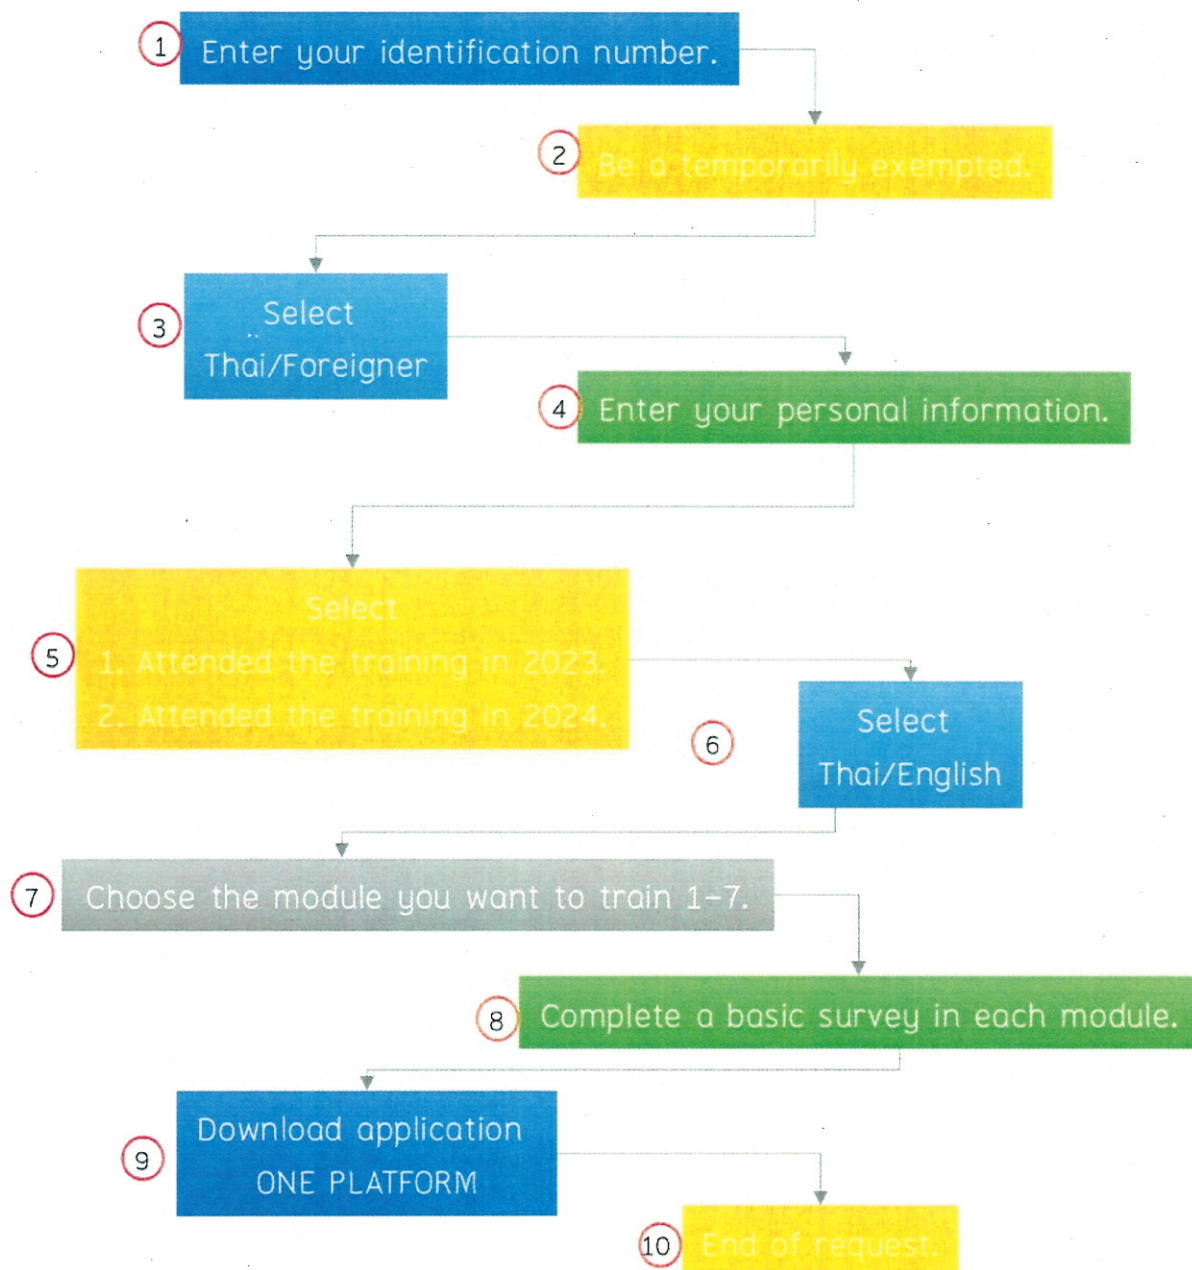 1 Enter your identification number.
2 Be a temporarily exempted.
3 Select
Thai/Foreigner
4 Enter your personal information.
5 Select
1. Attended the training in 2023.
2. Attended the training in 2024.
6 Select
Thai/English
7 Choose the module you want to train 1-7.
8 Complete a basic survey in each module.
9 Download application
ONE PLATFORM
10 End of request.